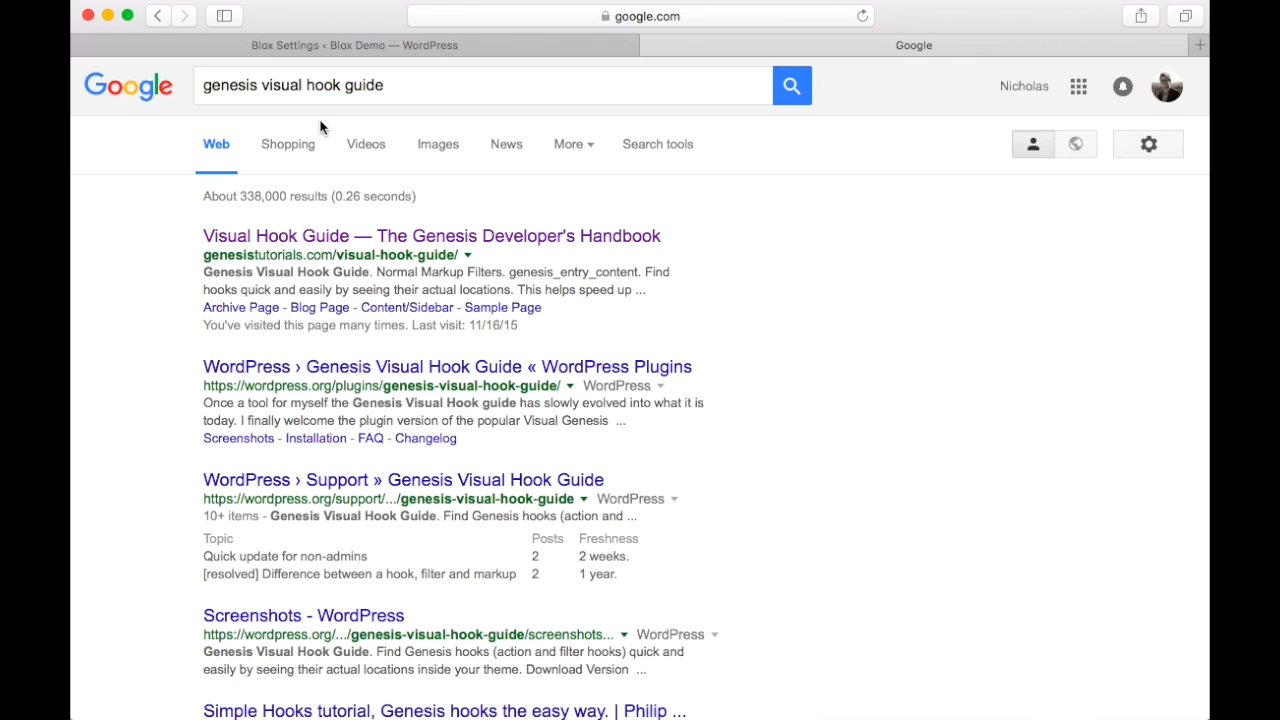 google.com
Blox Settings ‹ Blox Demo — WordPress
Google
Google
genesis visual hook guide
Nicholas
Web Shopping Videos Images News More Search tools
About 338,000 results (0.26 seconds)
Visual Hook Guide — The Genesis Developer's Handbook
genesistutorials.com/visual-hook-guide/
Genesis Visual Hook Guide. Normal Markup Filters. genesis_entry_content. Find
hooks quick and easily by seeing their actual locations. This helps speed up ...
Archive Page - Blog Page - Content/Sidebar - Sample Page
You've visited this page many times. Last visit: 11/16/15
WordPress › Genesis Visual Hook Guide « WordPress Plugins
https://wordpress.org/plugins/genesis-visual-hook-guide/ WordPress
Once a tool for myself the Genesis Visual Hook guide has slowly evolved into what it is
today. I finally welcome the plugin version of the popular Visual Genesis ...
Screenshots - Installation - FAQ - Changelog
WordPress › Support » Genesis Visual Hook Guide
https://wordpress.org/support/.../genesis-visual-hook-guide WordPress
10+ items - Genesis Visual Hook Guide. Find Genesis hooks (action and ...
Topic Posts Freshness
Quick update for non-admins 2 2 weeks.
[resolved] Difference between a hook, filter and markup 2 1 year.
Screenshots - WordPress
https://wordpress.org/.../genesis-visual-hook-guide/screenshots... WordPress
Genesis Visual Hook Guide. Find Genesis hooks (action and filter hooks) quick and
easily by seeing their actual locations inside your theme. Download Version ...
Simple Hooks tutorial, Genesis hooks the easy way. | Philip ...